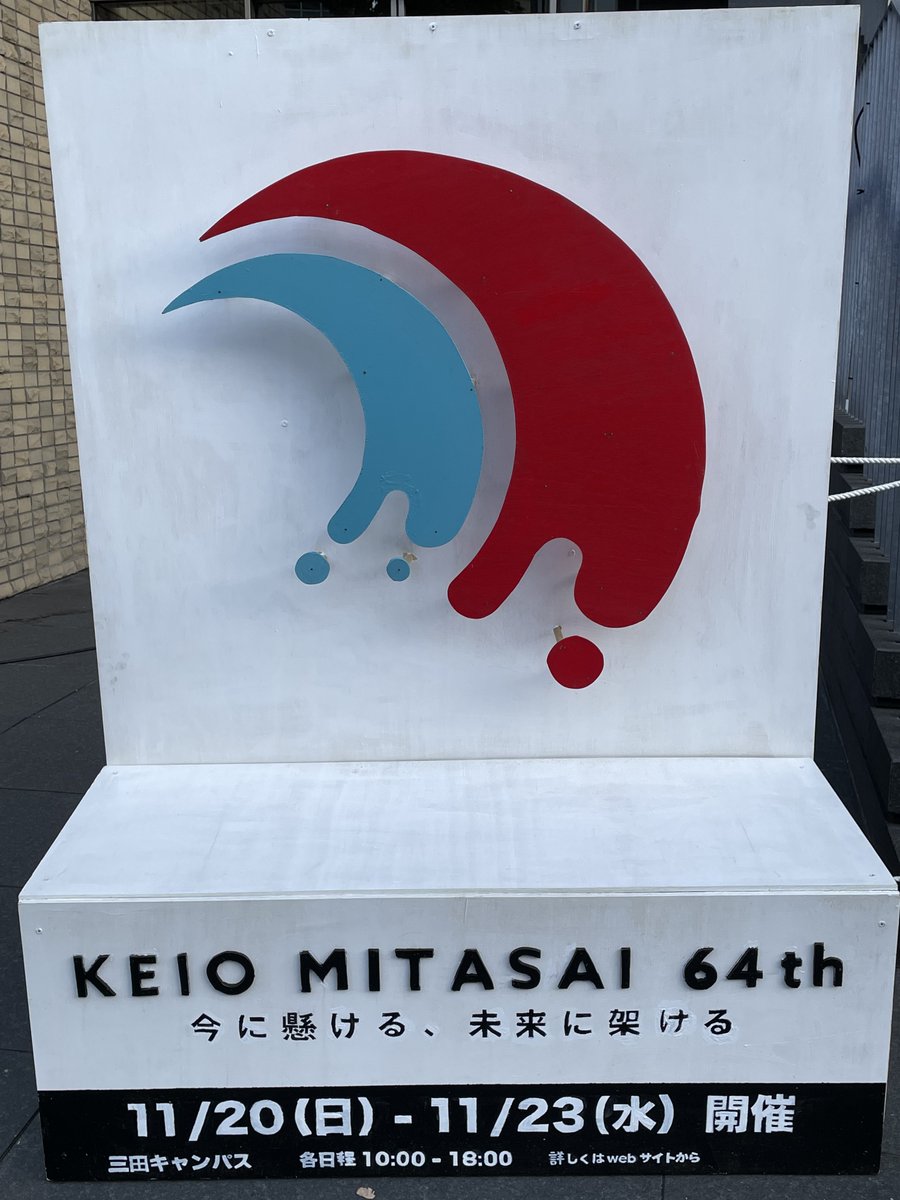 KEIO MITASAI 64th
今に懸ける、未来に架ける
11/20(日) - 11/23(水) 開催
三田キャンパス 各日程 10:00 - 18:00 詳しくはwebサイトから